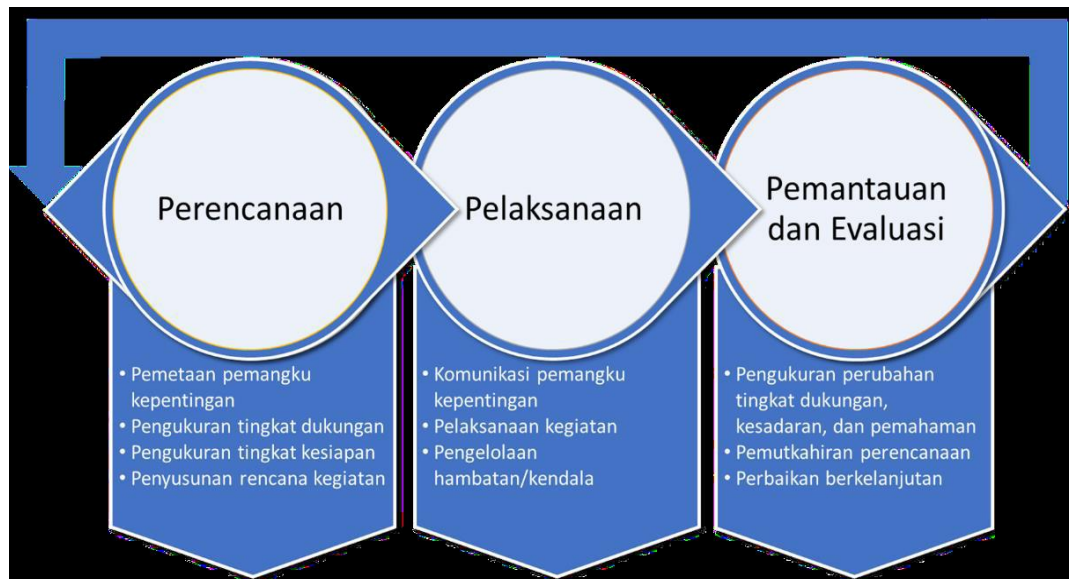 Perencanaan
• Pemetaan pemangku
kepentingan
• Pengukuran tingkat dukungan
• Pengukuran tingkat kesiapan
• Penyusunan rencana kegiatan
Pelaksanaan
• Komunikasi pemangku
kepentingan
• Pelaksanaan kegiatan
• Pengelolaan
hambatan/kendala
Pemantauan
dan Evaluasi
• Pengukuran perubahan
tingkat dukungan,
kesadaran, dan pemahaman
• Pemutkahiran perencanaan
• Perbaikan berkelanjutan